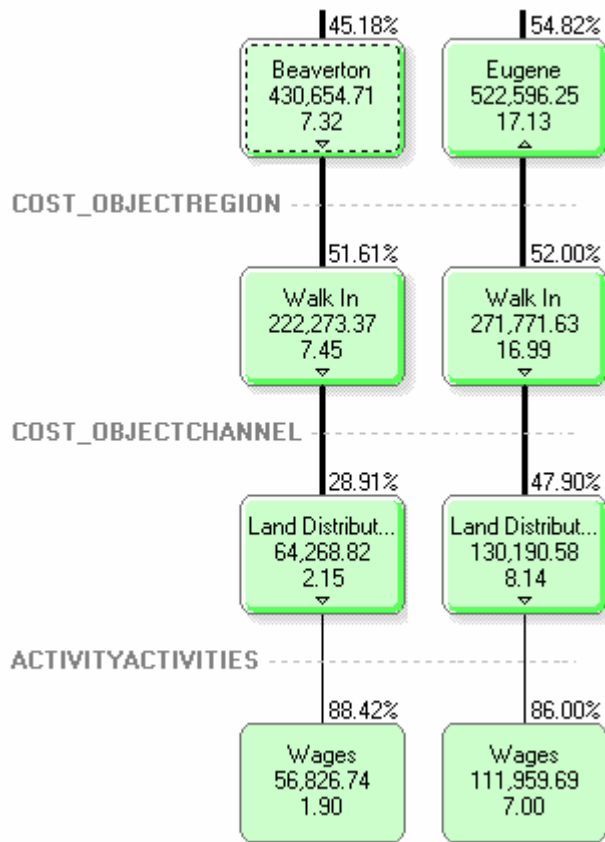 45.18%
54.82%
Beaverton
430,654.71
7.32
Eugene
522,596.25
17.13
COST_OBJECTREGION
51.61%
52.00%
Walk In
222,273.37
7.45
Walk In
271,771.63
16.99
COST_OBJECTCHANNEL
28.91%
47.90%
Land Distribut...
64,268.82
2.15
Land Distribut...
130,190.58
8.14
ACTIVITYACTIVITIES
88.42%
86.00%
Wages
56,826.74
1.90
Wages
111,959.69
7.00